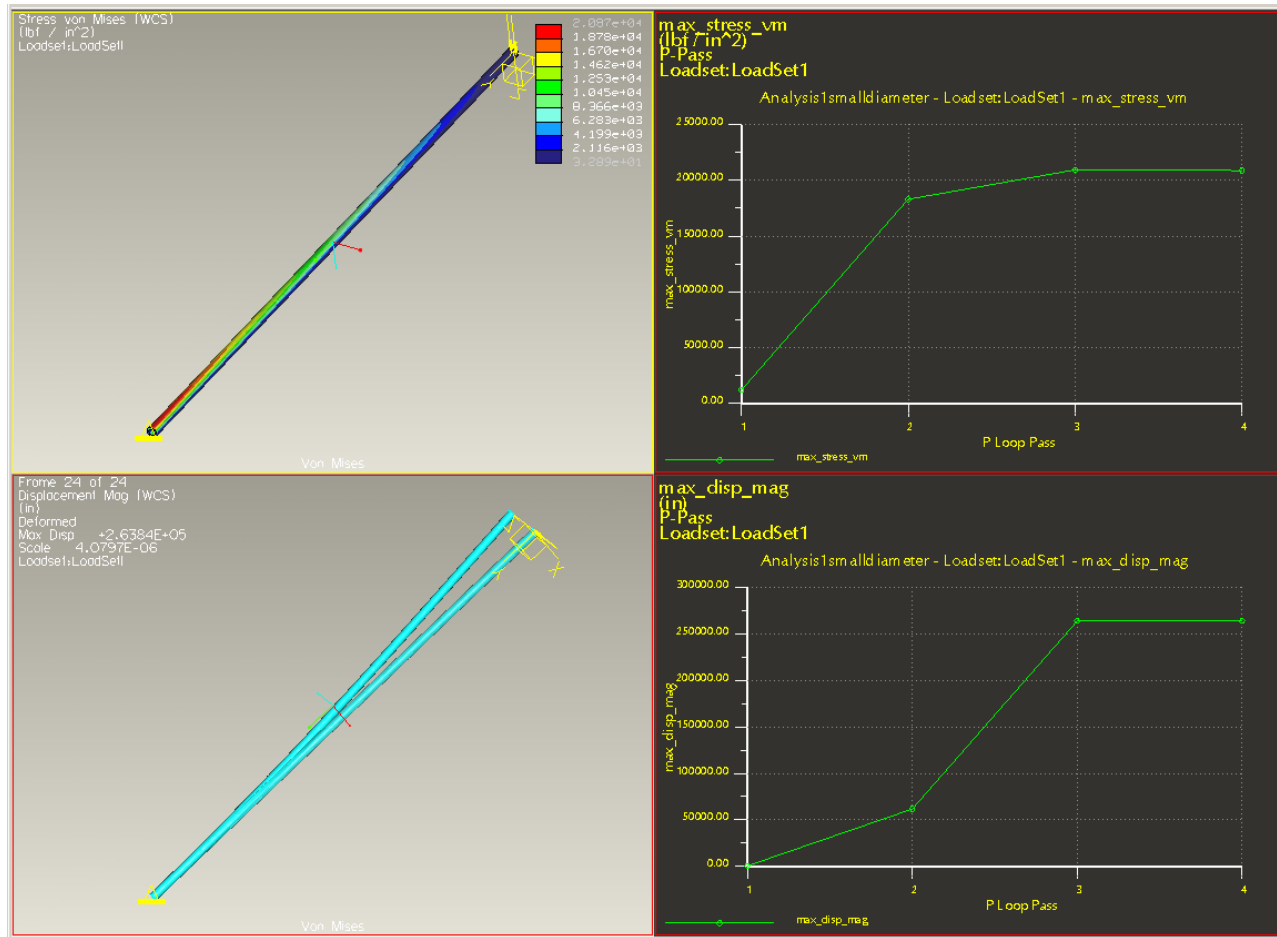 Stress von Mises (WCS)
(lbf / in^2)
Loadset:LoadSet1
2.087e+04
1.878e+04
1.670e+04
1.462e+04
1.253e+04
1.045e+04
8.366e+03
6.283e+03
4.199e+03
2.116e+03
3.289e+01
Von Mises
max_stress_vm
(lbf / in^2)
P-Pass
Loadset:LoadSet1
Analysis1smalldiameter - Loadset:LoadSet1 - max_stress_vm
25000.00
20000.00
15000.00
10000.00
5000.00
0.00
max_stress_vm
1 2 3 4
P Loop Pass
max_stress_vm
Frame 24 of 24
Displacement Mag (WCS)
(in)
Deformed
Max Disp +2.6384E+05
Scale 4.0797E-06
Loadset:LoadSet1
X
Von Mises
max_disp_mag
(in)
P-Pass
Loadset:LoadSet1
Analysis1smalldiameter - Loadset:LoadSet1 - max_disp_mag
300000.00
250000.00
200000.00
150000.00
100000.00
50000.00
0.00
max_disp_mag
1 2 3 4
P Loop Pass
max_disp_mag